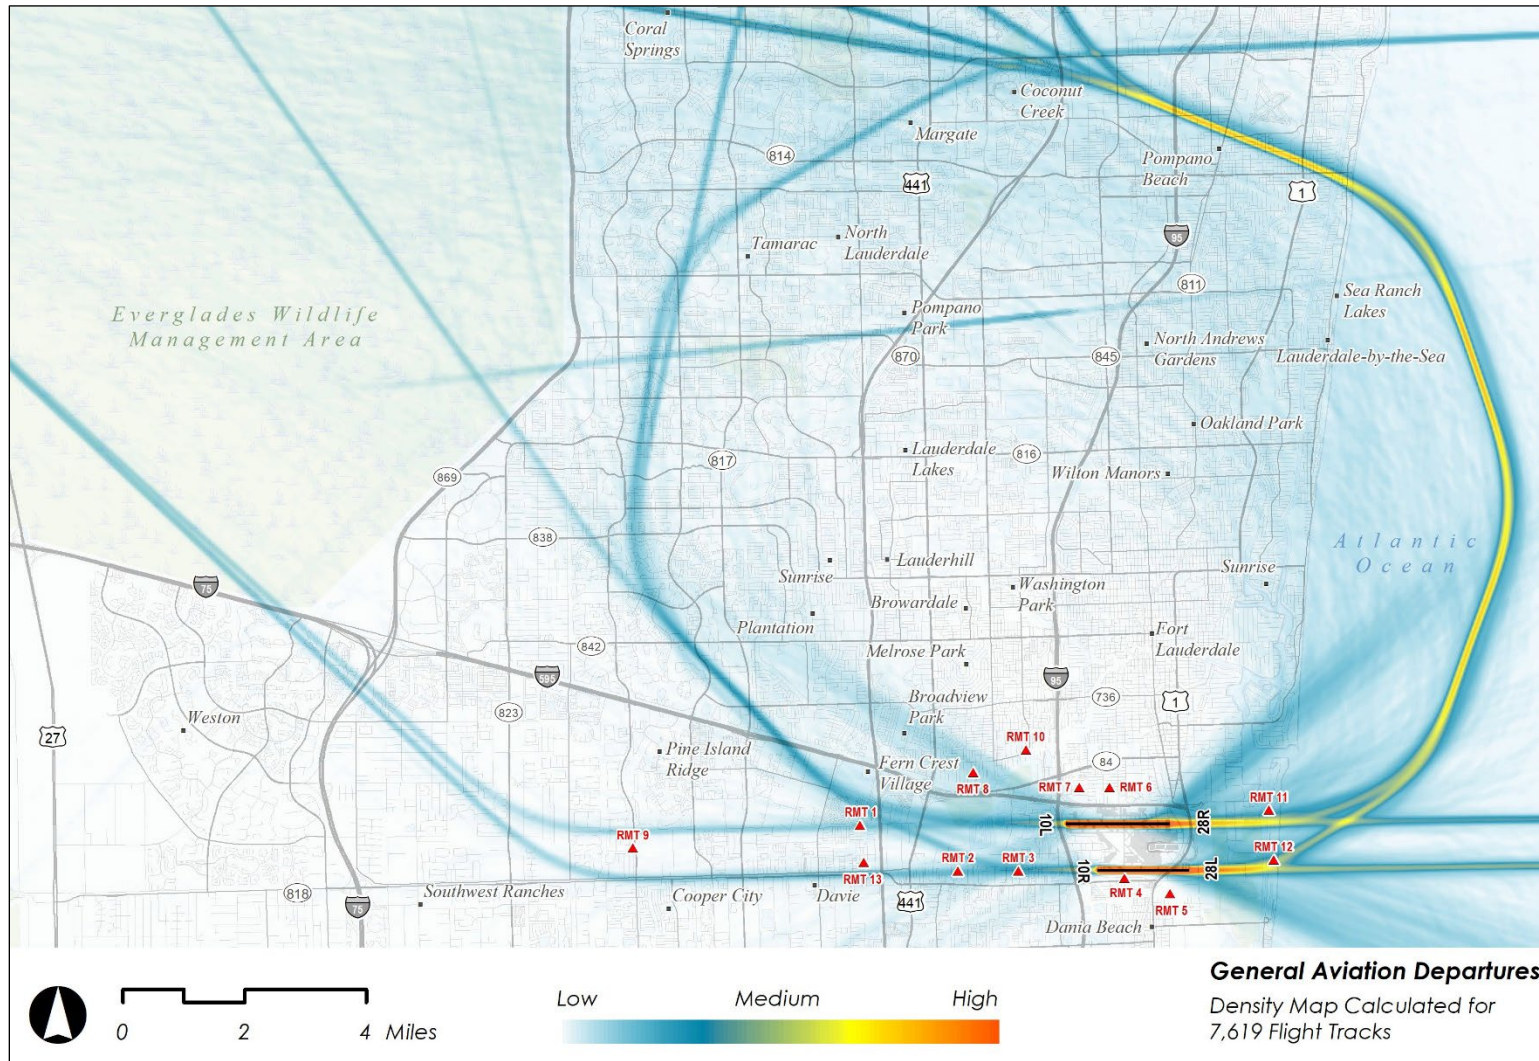 Coral
Springs
Coconut
Creek
Margate
814
Pompano
Beach
441
1
95
North
Lauderdale
Tamarac
811
Sea Ranch
Lakes
Everglades Wildlife
Management Area
Pompano
Park
North Andrews
Gardens
Lauderdale-by-the-Sea
870
845
Oakland Park
Lauderdale
Lakes
816
817
Wilton Manors
869
838
Atlantic
Ocean
Lauderhill
Sunrise
Sunrise
75
Washington
Park
Browardale
Plantation
Fort
Lauderdale
842
Melrose Park
595
95
736
1
Broadview
Park
823
Weston
27
RMT 10
Pine Island
Ridge
Fern Crest
Village
84
RMT 8
RMT 7
RMT 6
RMT 1
RMT 11
10L
28R
RMT 9
RMT 12
RMT 13
RMT 2
RMT 3
10R
28L
RMT 4
818
Southwest Ranches
Cooper City
Davie
441
75
RMT 5
Dania Beach
0 2 4 Miles
Low Medium High
General Aviation Departures
Density Map Calculated for
7,619 Flight Tracks